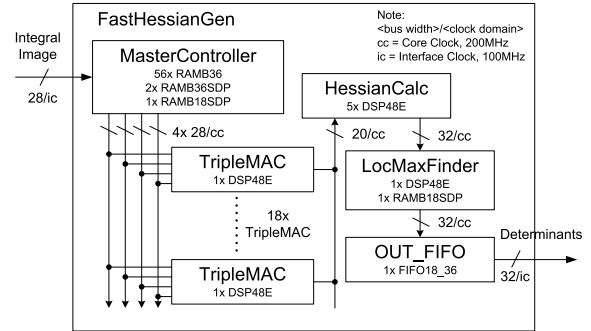 FastHessianGen
Note:
<bus width>/<clock domain>
cc = Core Clock, 200MHz
ic = Interface Clock, 100MHz
Integral
Image
28/ic
MasterController
56x RAMB36
2x RAMB36SDP
1x RAMB18SDP
4x 28/cc
HessianCalc
5x DSP48E
20/cc
32/cc
TripleMAC
1x DSP48E
LocMaxFinder
1x DSP48E
1x RAMB18SDP
18x
TripleMAC
32/cc
OUT_FIFO
1x FIFO18_36
Determinants
32/ic
TripleMAC
1x DSP48E